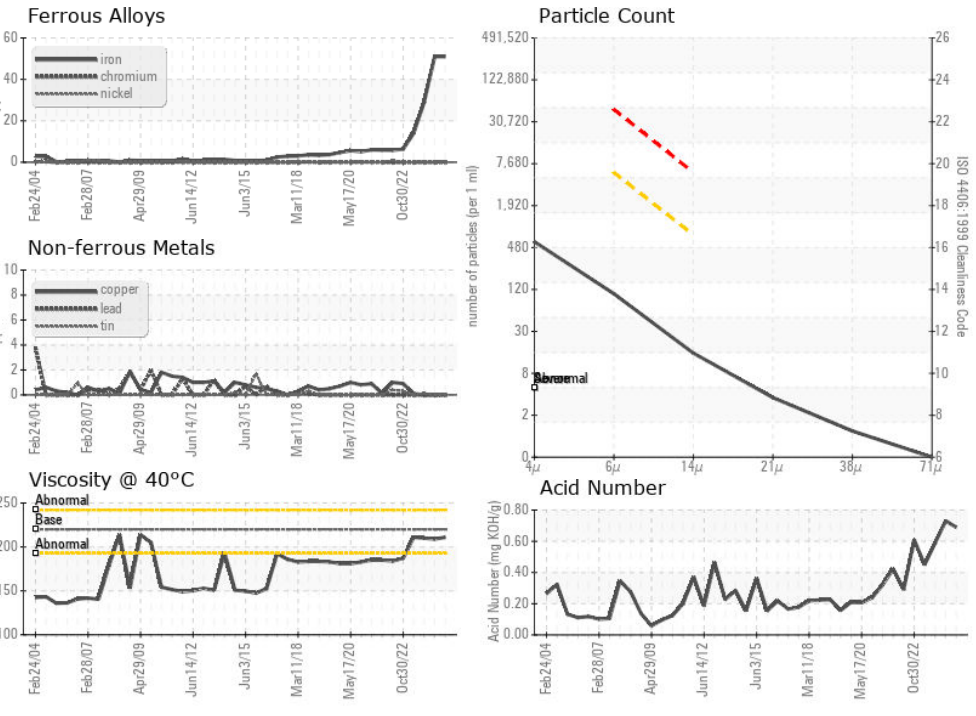 Ferrous Alloys
60
40
20
0
iron
chromium
nickel
Feb24/04
Feb28/07
Apr29/09
Jun14/12
Jun3/15
Mar11/18
May17/20
Oct30/22
Non-ferrous Metals
10
8
6
4
2
0
copper
lead
tin
Feb24/04
Feb28/07
Apr29/09
Jun14/12
Jun3/15
Mar11/18
May17/20
Oct30/22
Viscosity @ 40°C
250
200
150
100
Abnormal
Base
Abnormal
Feb24/04
Feb28/07
Apr29/09
Jun14/12
Jun3/15
Mar11/18
May17/20
Oct30/22
Particle Count
number of particles (per 1 ml)
491,520
122,880
30,720
7,680
1,920
480
120
30
8
2
0
Abnormal
4µ
6µ
14µ
21µ
38µ
71µ
26
24
22
20
18
16
14
12
10
8
6
ISO 4406:1999 Cleanliness Code
Acid Number
Acid Number (mg KOH/g)
0.80
0.60
0.40
0.20
0.00
Feb24/04
Feb28/07
Apr29/09
Jun14/12
Jun3/15
Mar11/18
May17/20
Oct30/22